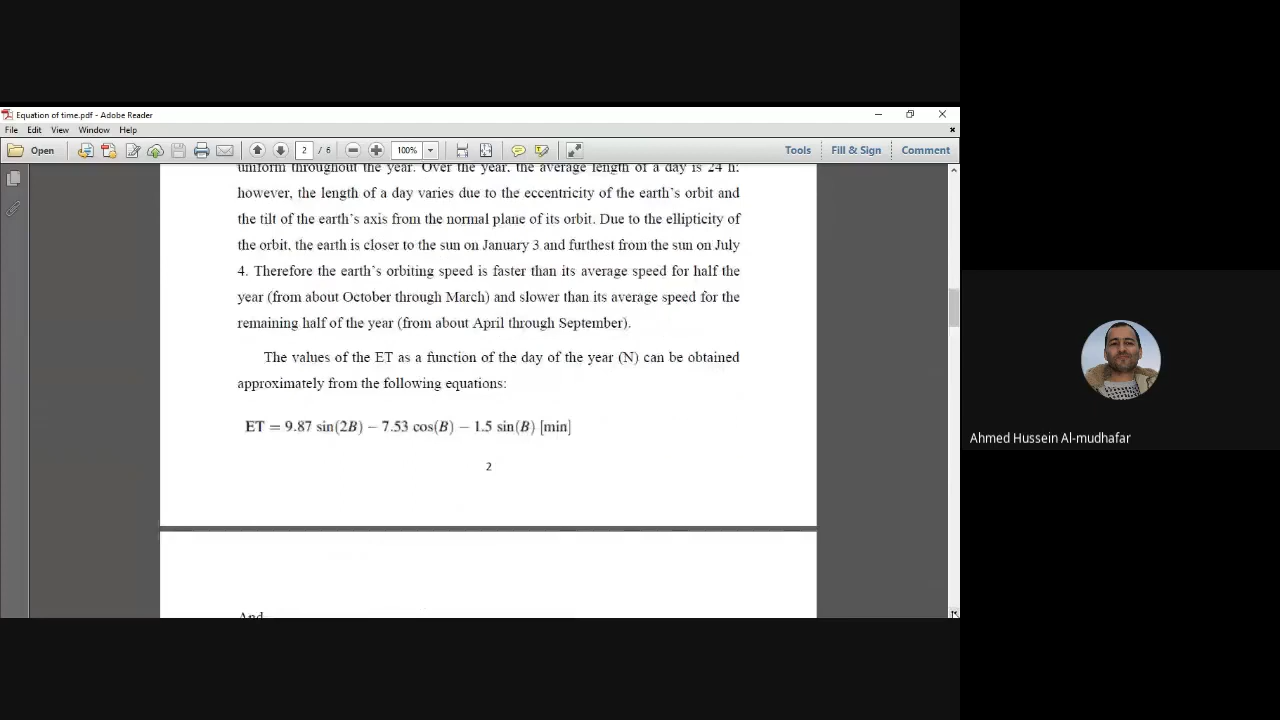 Equation of time.pdf - Adobe Reader
File Edit View Window Help
Open 2 / 6 100% Tools Fill & Sign Comment
uniform throughout the year. Over the year, the average length of a day is 24 h;
however, the length of a day varies due to the eccentricity of the earth's orbit and
the tilt of the earth's axis from the normal plane of its orbit. Due to the ellipticity of
the orbit, the earth is closer to the sun on January 3 and furthest from the sun on July
4. Therefore the earth's orbiting speed is faster than its average speed for half the
year (from about October through March) and slower than its average speed for the
remaining half of the year (from about April through September).
The values of the ET as a function of the day of the year (N) can be obtained
approximately from the following equations:
ET = 9.87 sin(2B) − 7.53 cos(B) − 1.5 sin(B) [min]
2
And
Ahmed Hussein Al-mudhafar